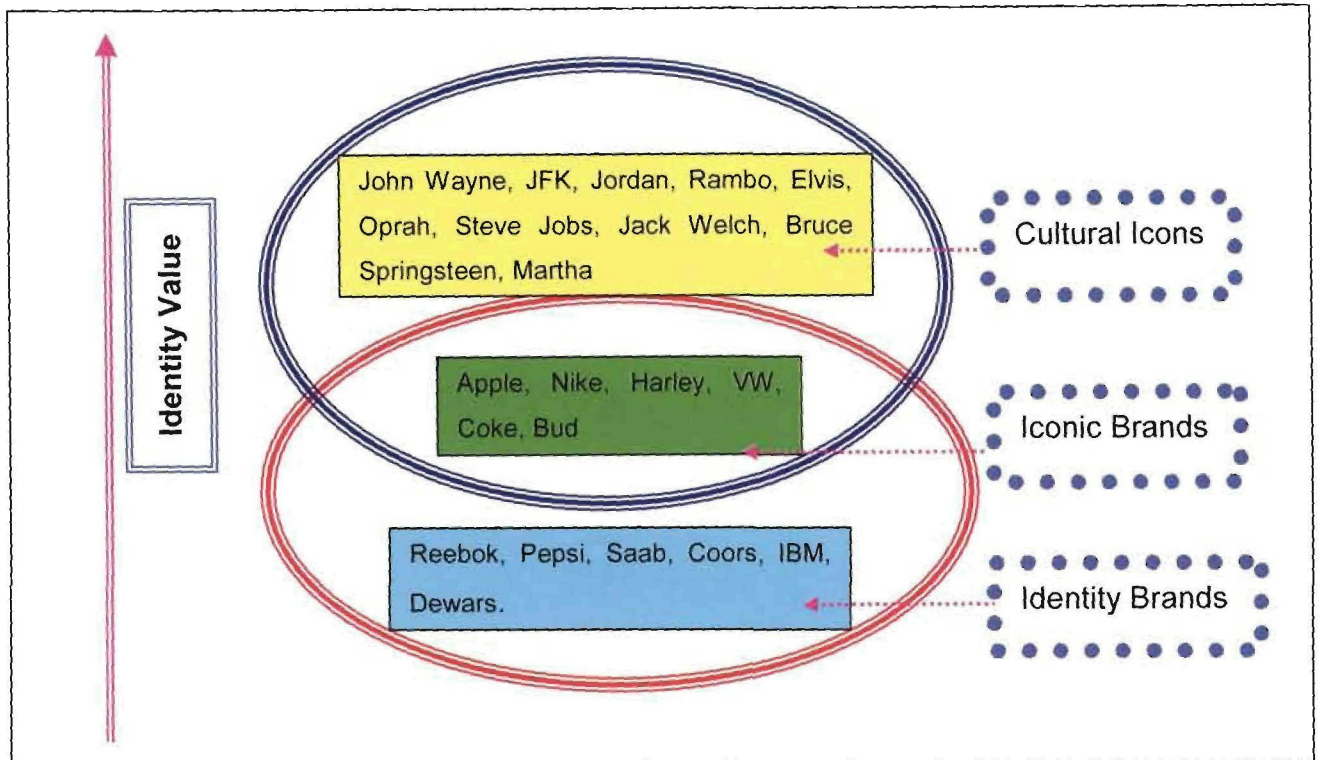 Identity Value
John Wayne, JFK, Jordan, Rambo, Elvis,
Oprah, Steve Jobs, Jack Welch, Bruce
Springsteen, Martha
Cultural Icons
Apple, Nike, Harley, VW,
Coke, Bud
Iconic Brands
Reebok, Pepsi, Saab, Coors, IBM,
Dewars.
Identity Brands